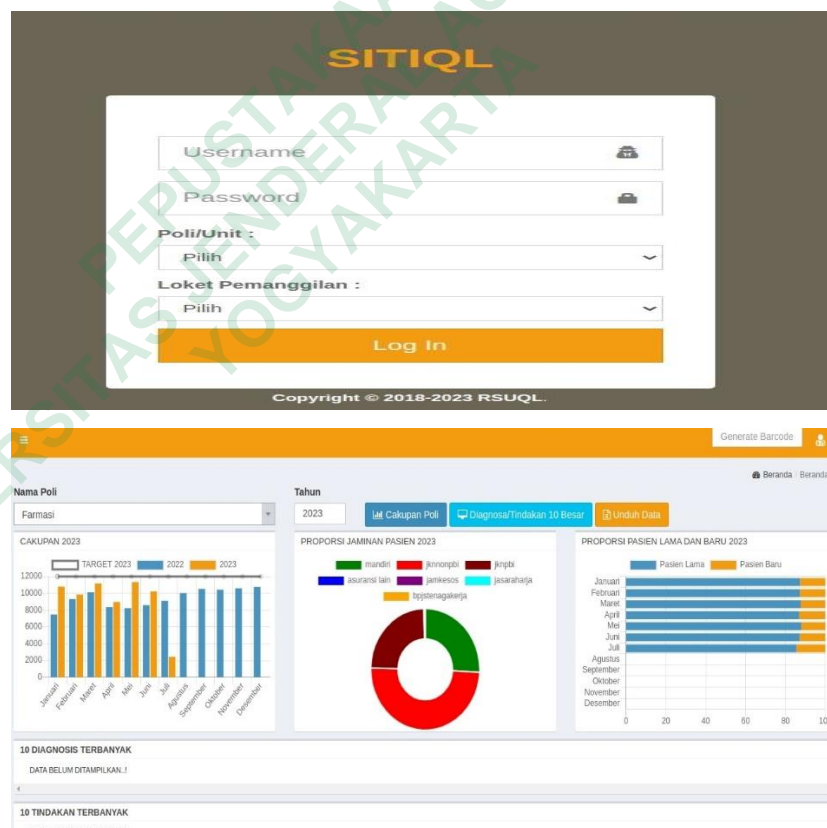 SITIQL
Username
Password
Poli/Unit :
Pilih
Loket Pemanggilan :
Pilih
Log In
Copyright © 2018-2023 RSUQL.
Generate Barcode
Beranda / Beranda
Nama Poli
Tahun
Farmasi
2023
Cakupan Poli
Diagnosa/Tindakan 10 Besar
Unduh Data
CAKUPAN 2023
TARGET 2023 2022 2023
12000
10000
8000
6000
4000
2000
0
Januari Februari Maret April Mei Juni Juli Agustus September Oktober November Desember
PROPORSI JAMINAN PASIEN 2023
mandiri jknnonpbi jknpbi
asuransi lain jamkesos jasaraharja
bpjstenagakerja
PROPORSI PASIEN LAMA DAN BARU 2023
Pasien Lama Pasien Baru
Januari
Februari
Maret
April
Mei
Juni
Juli
Agustus
September
Oktober
November
Desember
0 20 40 60 80
10 DIAGNOSIS TERBANYAK
DATA BELUM DITAMPILKAN..!
10 TINDAKAN TERBANYAK
YOGYAKARTA